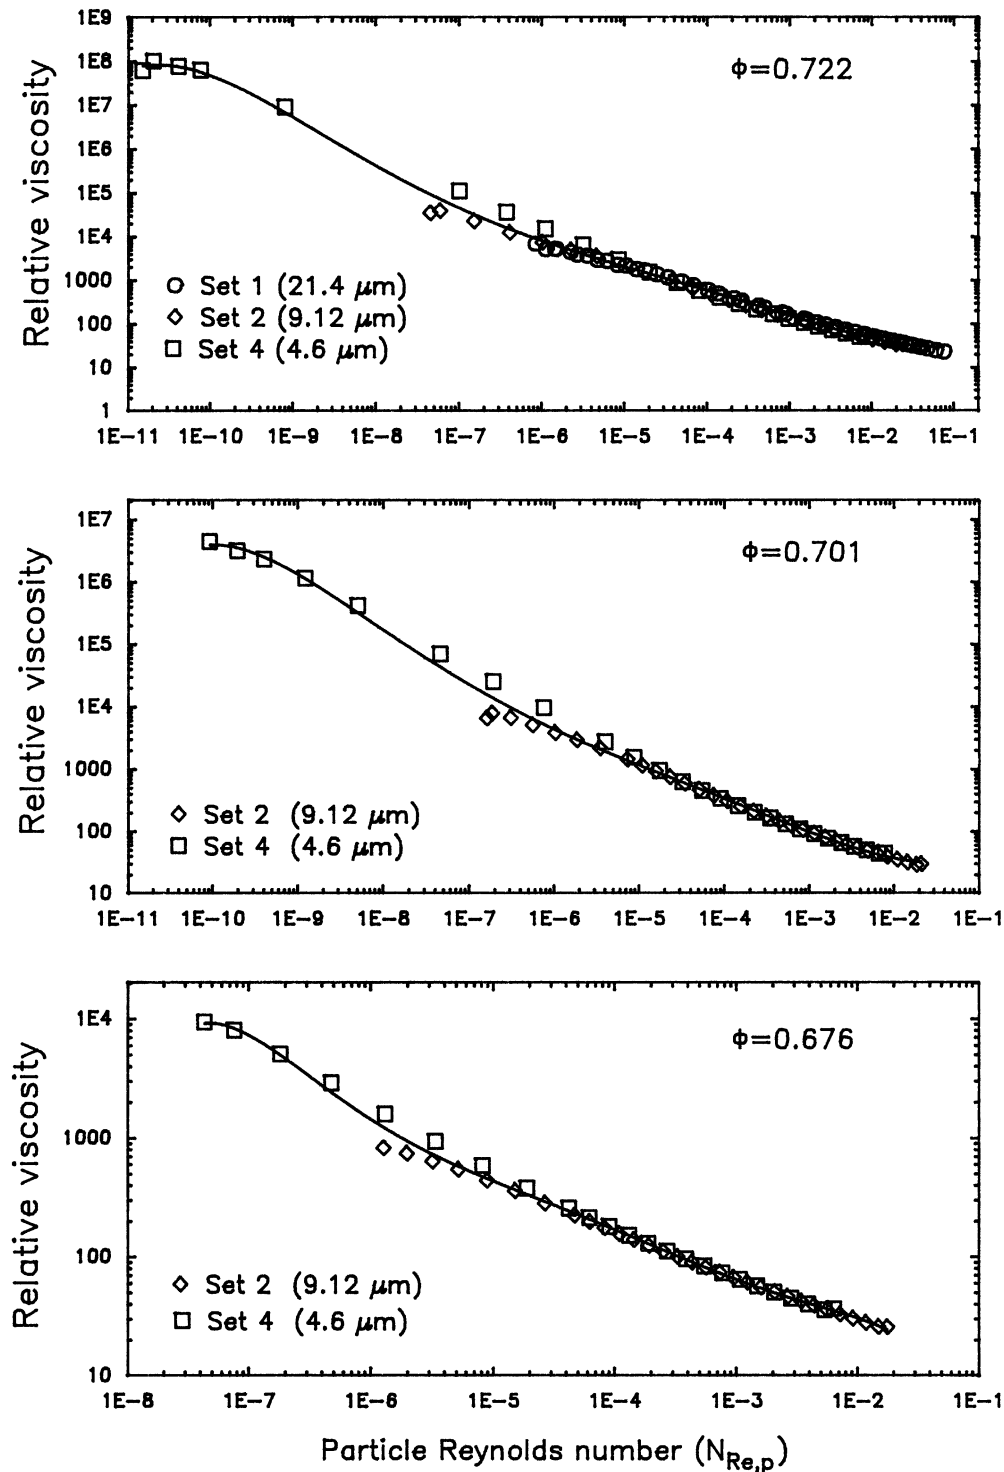 1E9
1E8
1E7
1E6
1E5
1E4
1000
100
10
1
Relative viscosity
ϕ=0.722
Set 1 (21.4 μm)
Set 2 (9.12 μm)
Set 4 (4.6 μm)
1E-11 1E-10 1E-9 1E-8 1E-7 1E-6 1E-5 1E-4 1E-3 1E-2 1E-1
1E7
1E6
1E5
1E4
1000
100
10
Relative viscosity
ϕ=0.701
Set 2 (9.12 μm)
Set 4 (4.6 μm)
1E-11 1E-10 1E-9 1E-8 1E-7 1E-6 1E-5 1E-4 1E-3 1E-2 1E-1
1E4
1000
100
10
Relative viscosity
ϕ=0.676
Set 2 (9.12 μm)
Set 4 (4.6 μm)
1E-8 1E-7 1E-6 1E-5 1E-4 1E-3 1E-2 1E-1
Particle Reynolds number (N_Re,p)